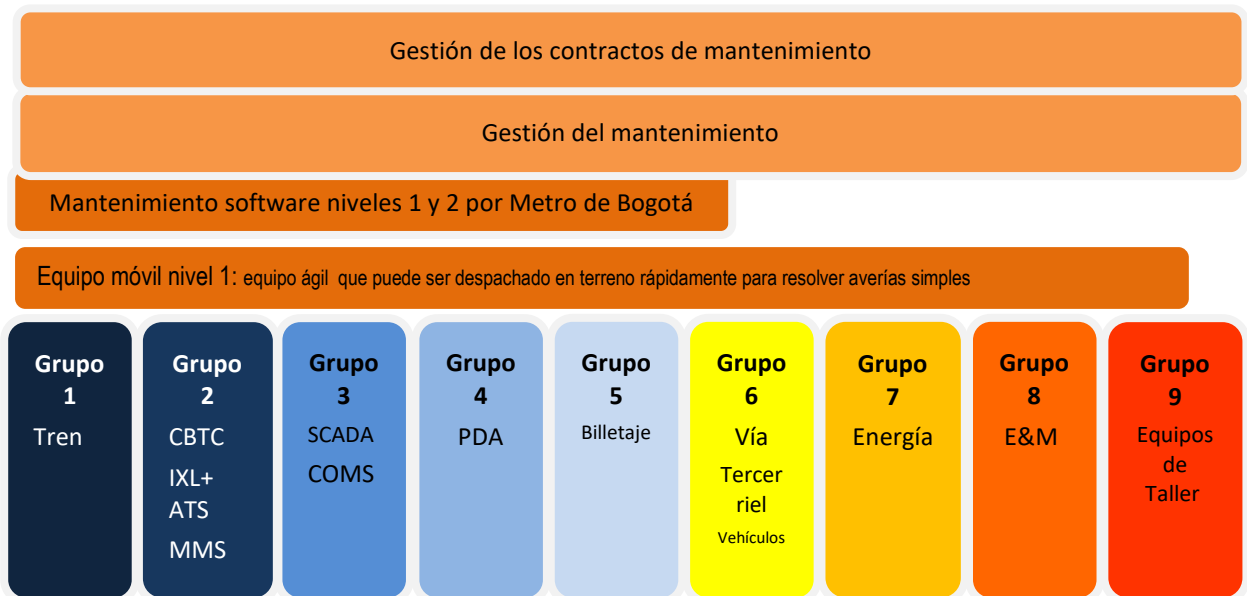 Gestión de los contractos de mantenimiento
Gestión del mantenimiento
Mantenimiento software niveles 1 y 2 por Metro de Bogotá
Equipo móvil nivel 1: equipo ágil que puede ser despachado en terreno rápidamente para resolver averías simples
Grupo
1
Tren
Grupo
2
CBTC
IXL+
ATS
MMS
Grupo
3
SCADA
COMS
Grupo
4
PDA
Grupo
5
Billetaje
Grupo
6
Vía
Tercer
riel
Vehículos
Grupo
7
Energía
Grupo
8
E&M
Grupo
9
Equipos
de
Taller